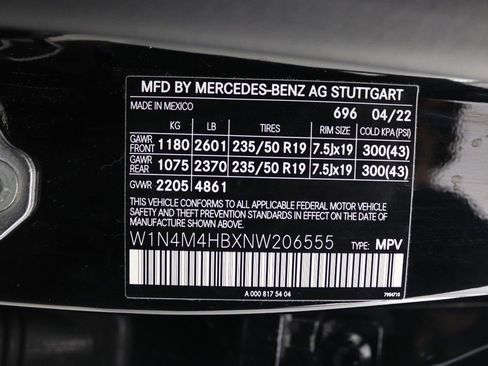 MFD BY MERCEDES-BENZ AG STUTTGART
MADE IN MEXICO 696 04/22
KG LB TIRES RIM SIZE COLD KPA(PSI)
GAWR FRONT 1180 2601 235/50 R19 7.5Jx19 300(43)
GAWR REAR 1075 2370 235/50 R19 7.5Jx19 300(43)
GVWR 2205 4861
THIS VEHICLE CONFORMS TO ALL APPLICABLE
U.S. FEDERAL MOTOR VEHICLE
SAFETY AND THEFT PREVENTION
STANDARDS IN EFFECT ON THE DATE OF
MANUFACTURE SHOWN ABOVE.
W1N4M4HBXNW206555 TYPE: MPV
A 000 817 54 04